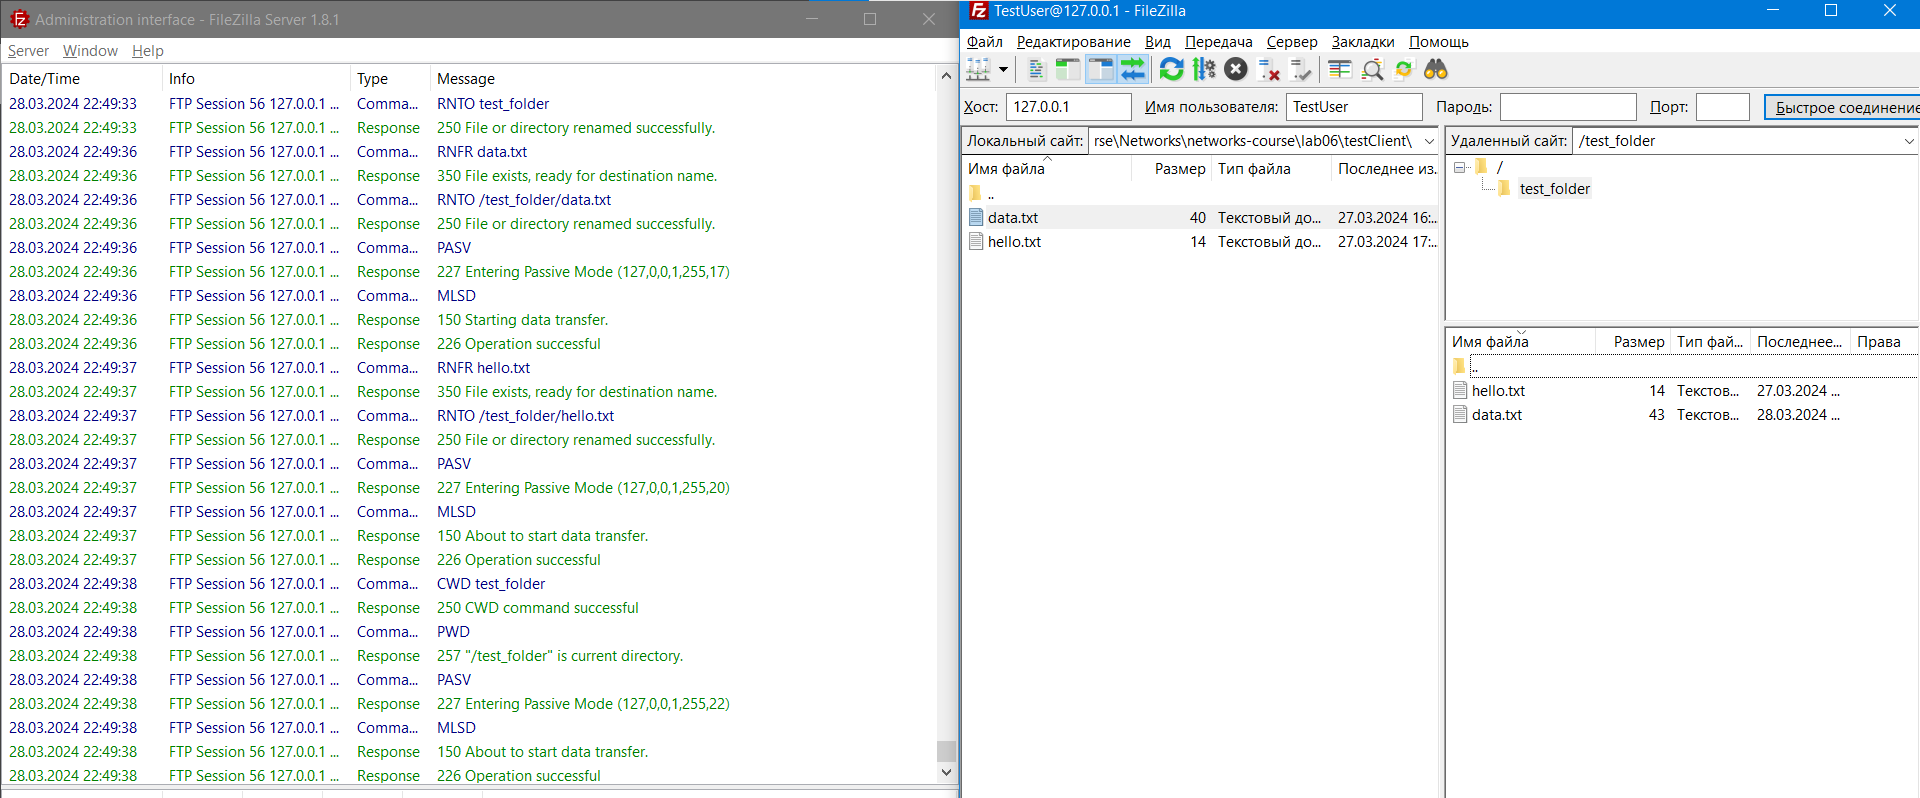 Administration interface - FileZilla Server 1.8.1
Server Window Help
Date/Time Info Type Message
28.03.2024 22:49:33 FTP Session 56 127.0.0.1 ... Comma... RNTO test_folder
28.03.2024 22:49:33 FTP Session 56 127.0.0.1 ... Response 250 File or directory renamed successfully.
28.03.2024 22:49:36 FTP Session 56 127.0.0.1 ... Comma... RNFR data.txt
28.03.2024 22:49:36 FTP Session 56 127.0.0.1 ... Response 350 File exists, ready for destination name.
28.03.2024 22:49:36 FTP Session 56 127.0.0.1 ... Comma... RNTO /test_folder/data.txt
28.03.2024 22:49:36 FTP Session 56 127.0.0.1 ... Response 250 File or directory renamed successfully.
28.03.2024 22:49:36 FTP Session 56 127.0.0.1 ... Comma... PASV
28.03.2024 22:49:36 FTP Session 56 127.0.0.1 ... Response 227 Entering Passive Mode (127,0,0,1,255,17)
28.03.2024 22:49:36 FTP Session 56 127.0.0.1 ... Comma... MLSD
28.03.2024 22:49:36 FTP Session 56 127.0.0.1 ... Response 150 Starting data transfer.
28.03.2024 22:49:36 FTP Session 56 127.0.0.1 ... Response 226 Operation successful
28.03.2024 22:49:37 FTP Session 56 127.0.0.1 ... Comma... RNFR hello.txt
28.03.2024 22:49:37 FTP Session 56 127.0.0.1 ... Response 350 File exists, ready for destination name.
28.03.2024 22:49:37 FTP Session 56 127.0.0.1 ... Comma... RNTO /test_folder/hello.txt
28.03.2024 22:49:37 FTP Session 56 127.0.0.1 ... Response 250 File or directory renamed successfully.
28.03.2024 22:49:37 FTP Session 56 127.0.0.1 ... Comma... PASV
28.03.2024 22:49:37 FTP Session 56 127.0.0.1 ... Response 227 Entering Passive Mode (127,0,0,1,255,20)
28.03.2024 22:49:37 FTP Session 56 127.0.0.1 ... Comma... MLSD
28.03.2024 22:49:37 FTP Session 56 127.0.0.1 ... Response 150 About to start data transfer.
28.03.2024 22:49:37 FTP Session 56 127.0.0.1 ... Response 226 Operation successful
28.03.2024 22:49:38 FTP Session 56 127.0.0.1 ... Comma... CWD test_folder
28.03.2024 22:49:38 FTP Session 56 127.0.0.1 ... Response 250 CWD command successful
28.03.2024 22:49:38 FTP Session 56 127.0.0.1 ... Comma... PWD
28.03.2024 22:49:38 FTP Session 56 127.0.0.1 ... Response 257 "/test_folder" is current directory.
28.03.2024 22:49:38 FTP Session 56 127.0.0.1 ... Comma... PASV
28.03.2024 22:49:38 FTP Session 56 127.0.0.1 ... Response 227 Entering Passive Mode (127,0,0,1,255,22)
28.03.2024 22:49:38 FTP Session 56 127.0.0.1 ... Comma... MLSD
28.03.2024 22:49:38 FTP Session 56 127.0.0.1 ... Response 150 About to start data transfer.
28.03.2024 22:49:38 FTP Session 56 127.0.0.1 ... Response 226 Operation successful
TestUser@127.0.0.1 - FileZilla
Файл Редактирование Вид Передача Сервер Закладки Помощь
Хост: 127.0.0.1 Имя пользователя: TestUser Пароль: Порт: Быстрое соединение
Локальный сайт: rse\Networks\networks-course\lab06\testClient\
Имя файла Размер Тип файла Последнее из...
..
data.txt 40 Текстовый до... 27.03.2024 16:...
hello.txt 14 Текстовый до... 27.03.2024 17:...
Удаленный сайт: /test_folder
/
test_folder
Имя файла Размер Тип фай... Последнее... Права
..
hello.txt 14 Текстов... 27.03.2024 ...
data.txt 43 Текстов... 28.03.2024 ...